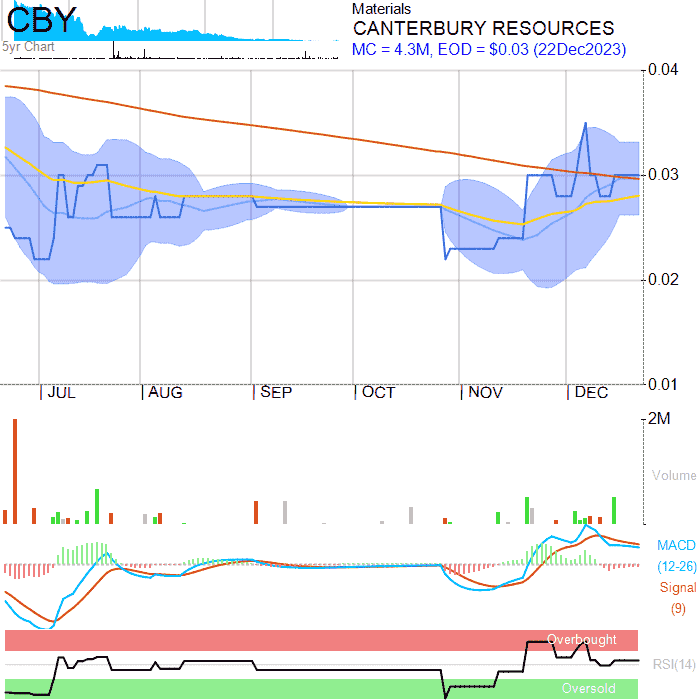 CBY
5yr Chart
Materials
CANTERBURY RESOURCES
MC = 4.3M, EOD = $0.03 (22Dec2023)
0.04
0.03
0.02
0.01
JUL AUG SEP OCT NOV DEC
2M
Volume
MACD
(12-26)
Signal
(9)
Overbought
RSI(14)
Oversold